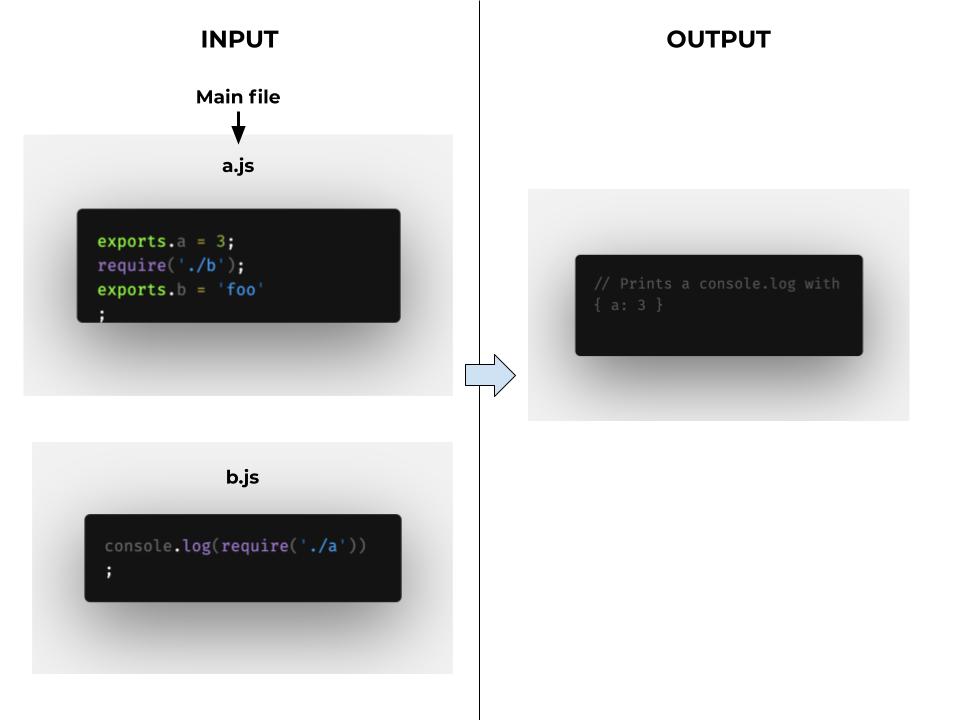 INPUT
Main file
a.js
exports.a = 3;
require('./b');
exports.b = 'foo'
;
b.js
console.log(require('./a'))
;
OUTPUT
// Prints a console.log with
{ a: 3 }